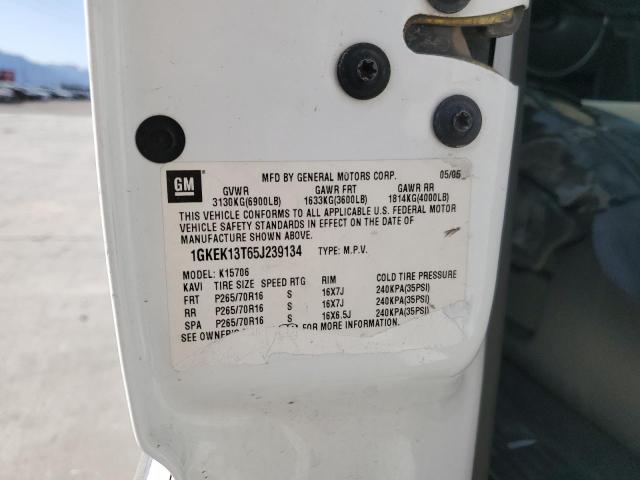 GM
MFD BY GENERAL MOTORS CORP. 05/05
GVWR GAWR FRT GAWR RR
3130KG(6900LB) 1633KG(3600LB) 1814KG(4000LB)
THIS VEHICLE CONFORMS TO ALL APPLICABLE U.S. FEDERAL MOTOR
VEHICLE SAFETY STANDARDS IN EFFECT ON THE DATE OF
MANUFACTURE SHOWN ABOVE.
1GKEK13T65J239134 TYPE: M.P.V.
MODEL: K15706
KAVI TIRE SIZE SPEED RTG RIM COLD TIRE PRESSURE
FRT P265/70R16 S 16X7J 240KPA(35PSI)
RR P265/70R16 S 16X7J 240KPA(35PSI)
SPA P265/70R16 S 16X6.5J 240KPA(35PSI)
SEE OWNER'S FOR MORE INFORMATION.